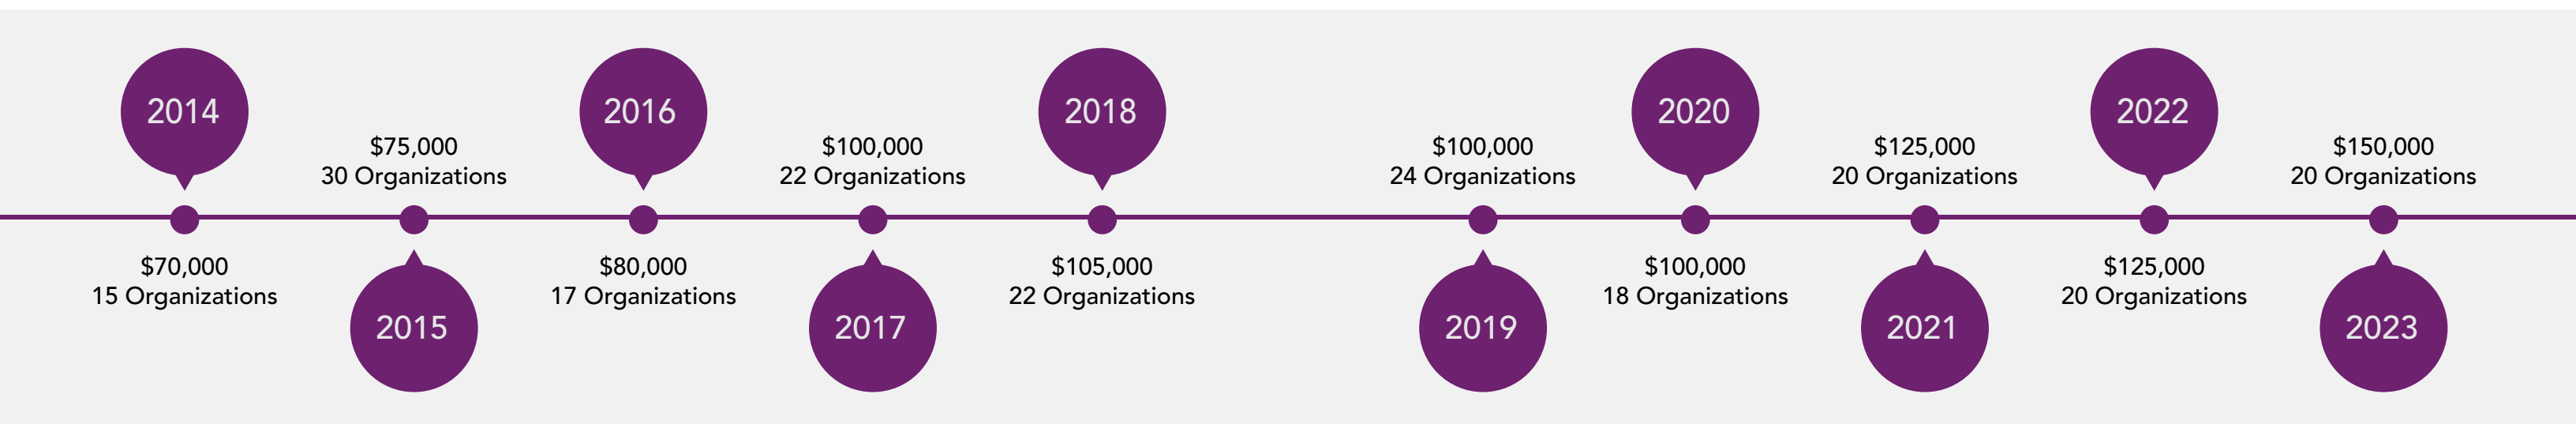 2014
$70,000
15 Organizations
$75,000
30 Organizations
2015
2016
$80,000
17 Organizations
$100,000
22 Organizations
2017
2018
$105,000
22 Organizations
$100,000
24 Organizations
2019
2020
$100,000
18 Organizations
$125,000
20 Organizations
2021
2022
$125,000
20 Organizations
$150,000
20 Organizations
2023